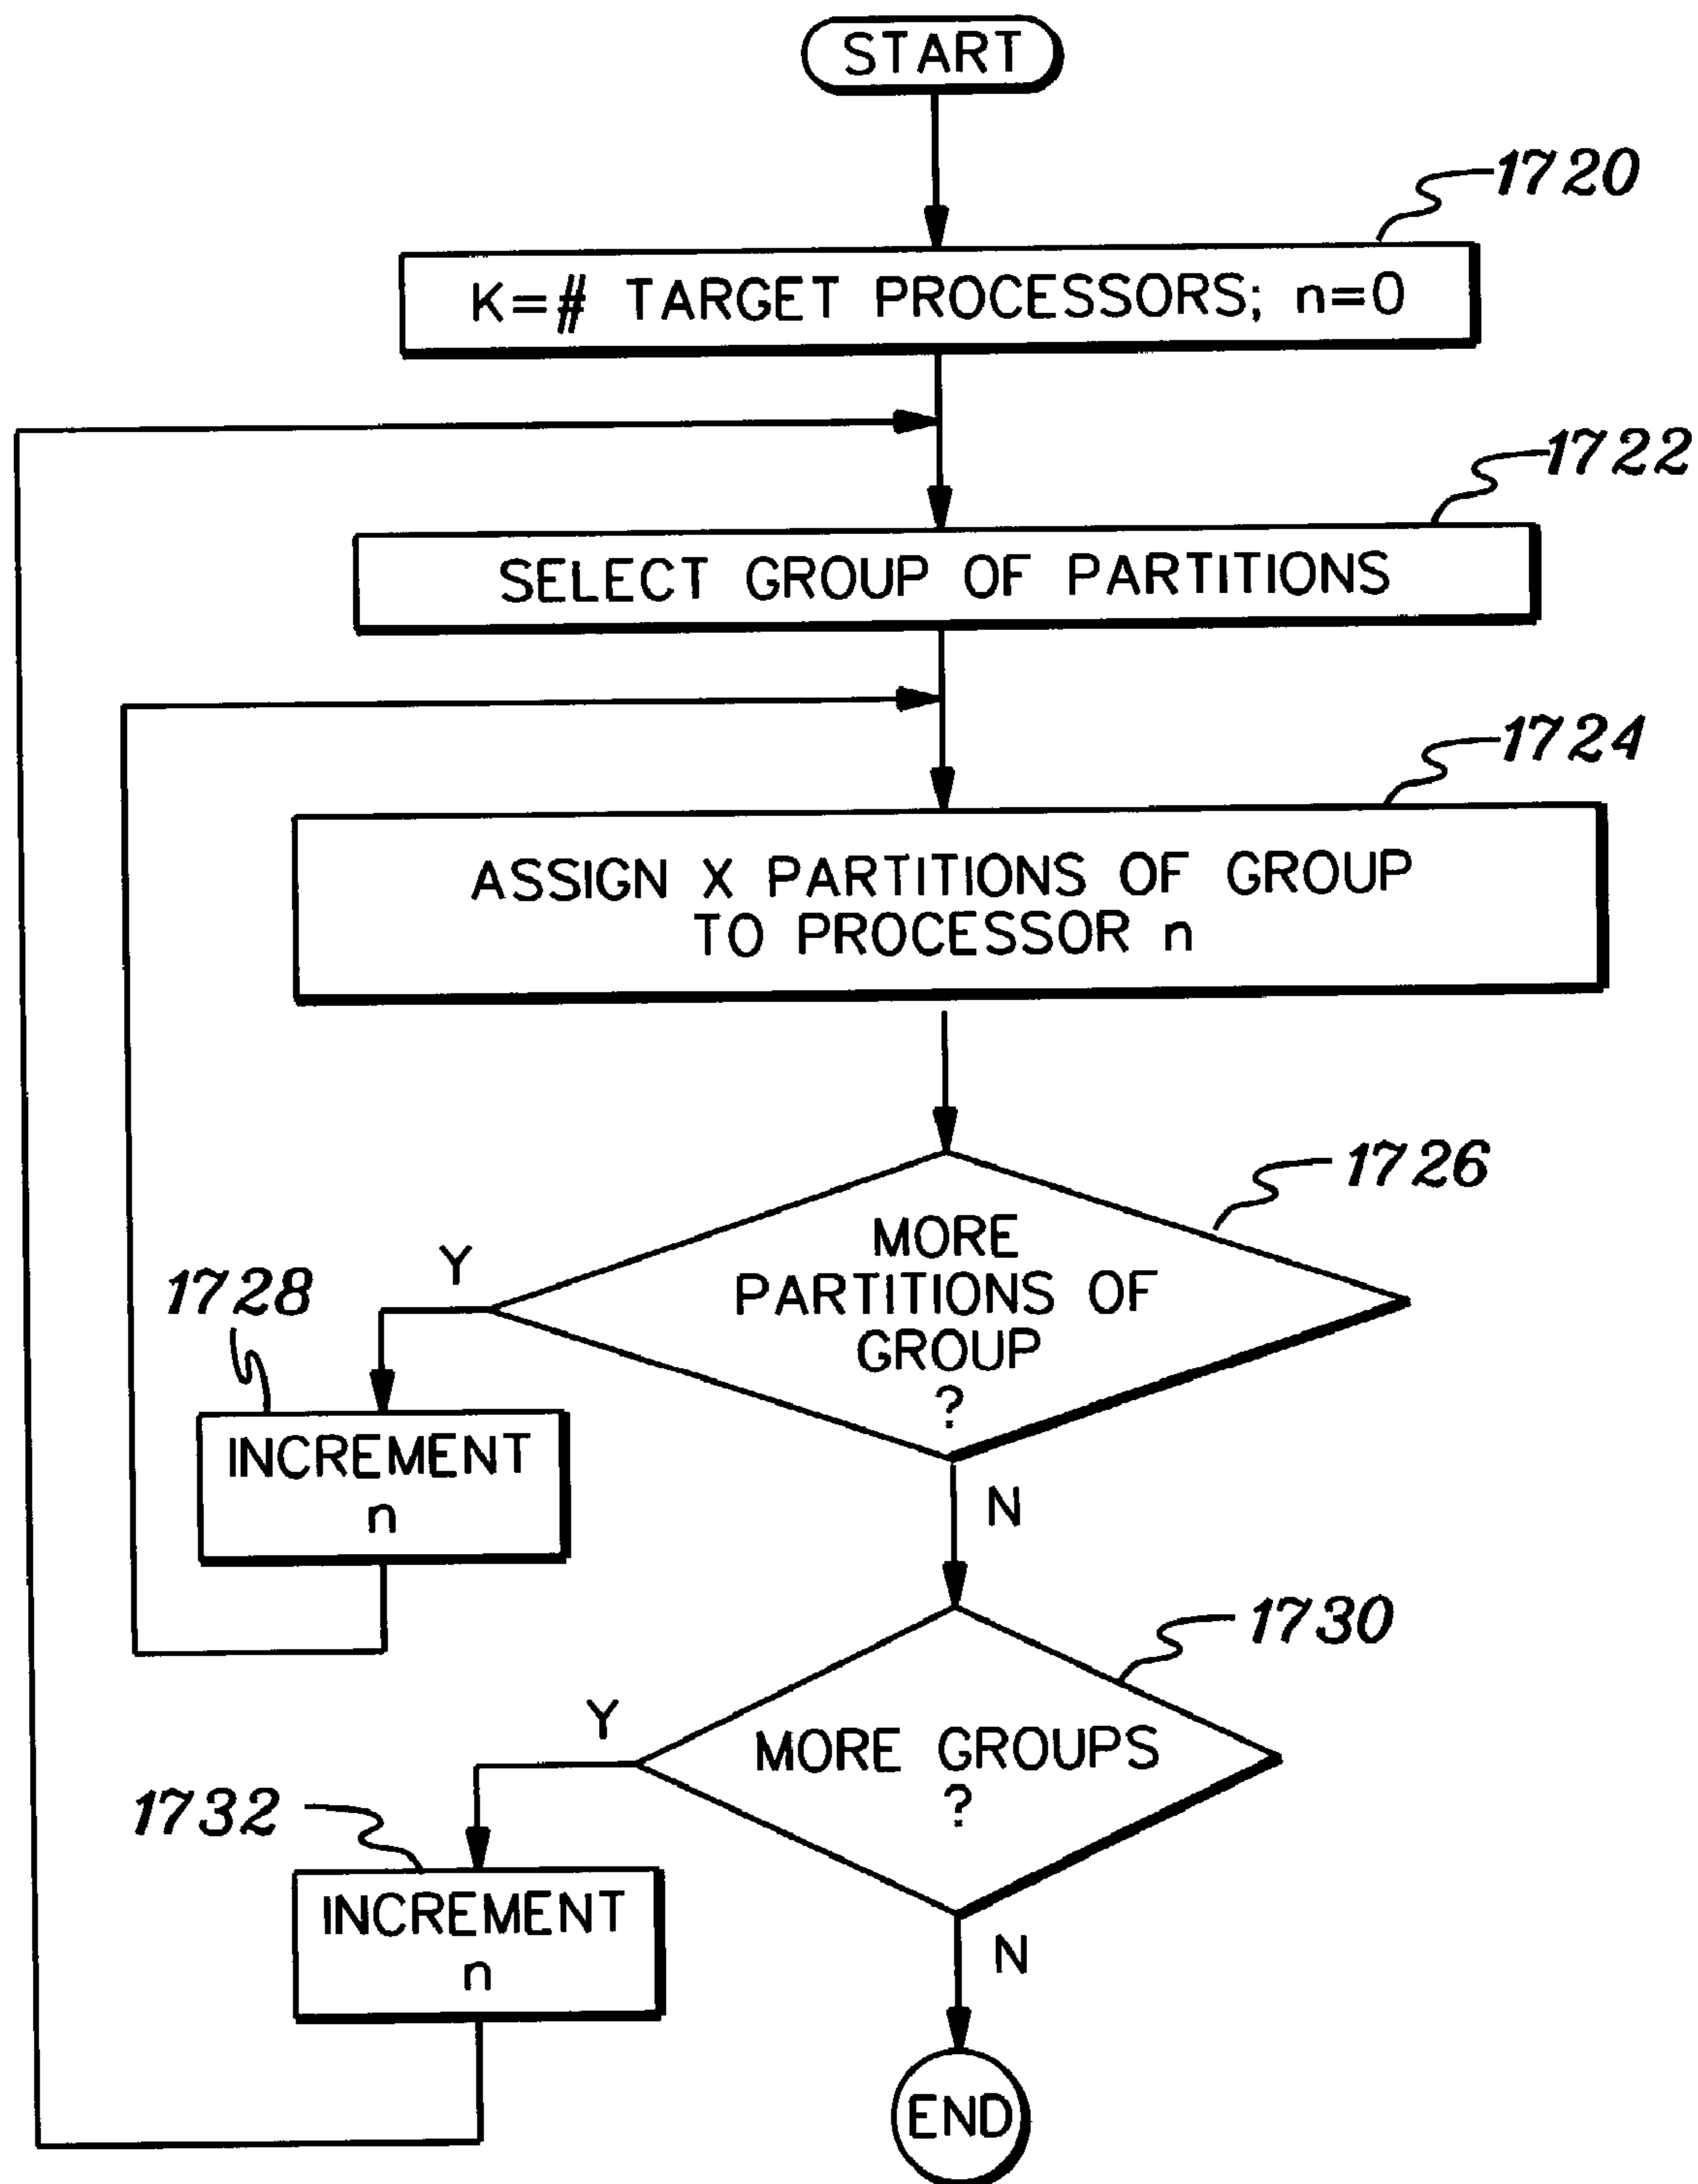 START
1720
K=# TARGET PROCESSORS; n=0
1722
SELECT GROUP OF PARTITIONS
1724
ASSIGN X PARTITIONS OF GROUP
TO PROCESSOR n
1726
MORE
PARTITIONS OF
GROUP
?
Y
1728
INCREMENT
n
N
1730
MORE GROUPS
?
Y
1732
INCREMENT
n
N
END